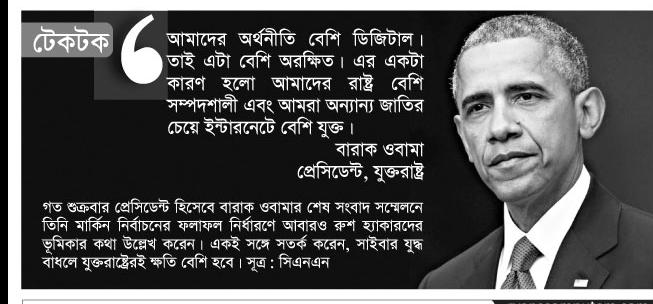 টেকটক
আমাদের অর্থনীতি বেশি ডিজিটাল।
তাই এটা বেশি অরক্ষিত। এর একটা
কারণ হলো আমাদের রাষ্ট্র বেশি
সম্পদশালী এবং আমরা অন্যান্য জাতির
চেয়ে ইন্টারনেটে বেশি যুক্ত।
বারাক ওবামা
প্রেসিডেন্ট, যুক্তরাষ্ট্র
গত শুক্রবার প্রেসিডেন্ট হিসেবে বারাক ওবামার শেষ সংবাদ সম্মেলনে
তিনি মার্কিন নির্বাচনের ফলাফল নির্ধারণে আবারও রুশ হ্যাকারদের
ভূমিকার কথা উল্লেখ করেন। একই সঙ্গে সতর্ক করেন, সাইবার যুদ্ধ
বাধলে যুক্তরাষ্ট্রেরই ক্ষতি বেশি হবে। সূত্র : সিএনএন